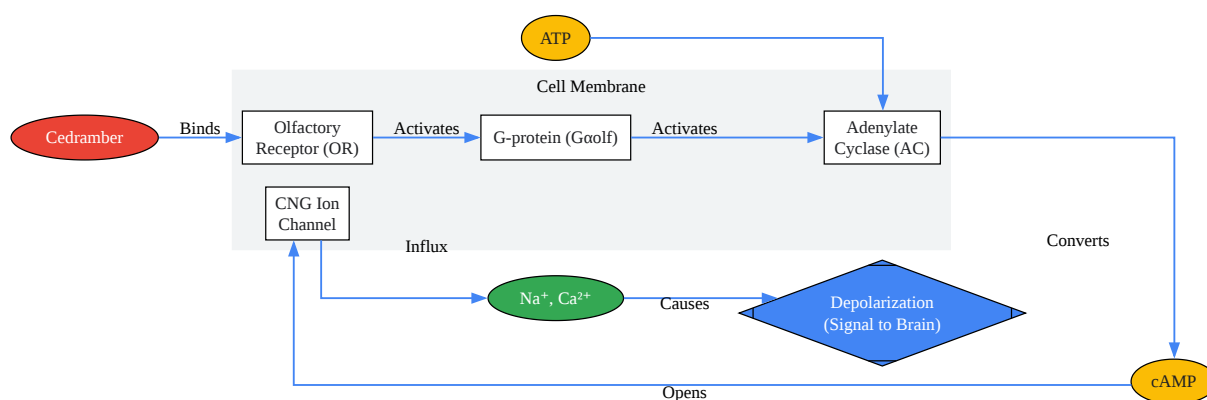 ATP
Cell Membrane
Cedramber
Binds
Olfactory
Receptor (OR)
Activates
G-protein (Gαolf)
Activates
Adenylate
Cyclase (AC)
CNG Ion
Channel
Influx
Converts
Na⁺, Ca²⁺
Causes
Depolarization
(Signal to Brain)
Opens
cAMP